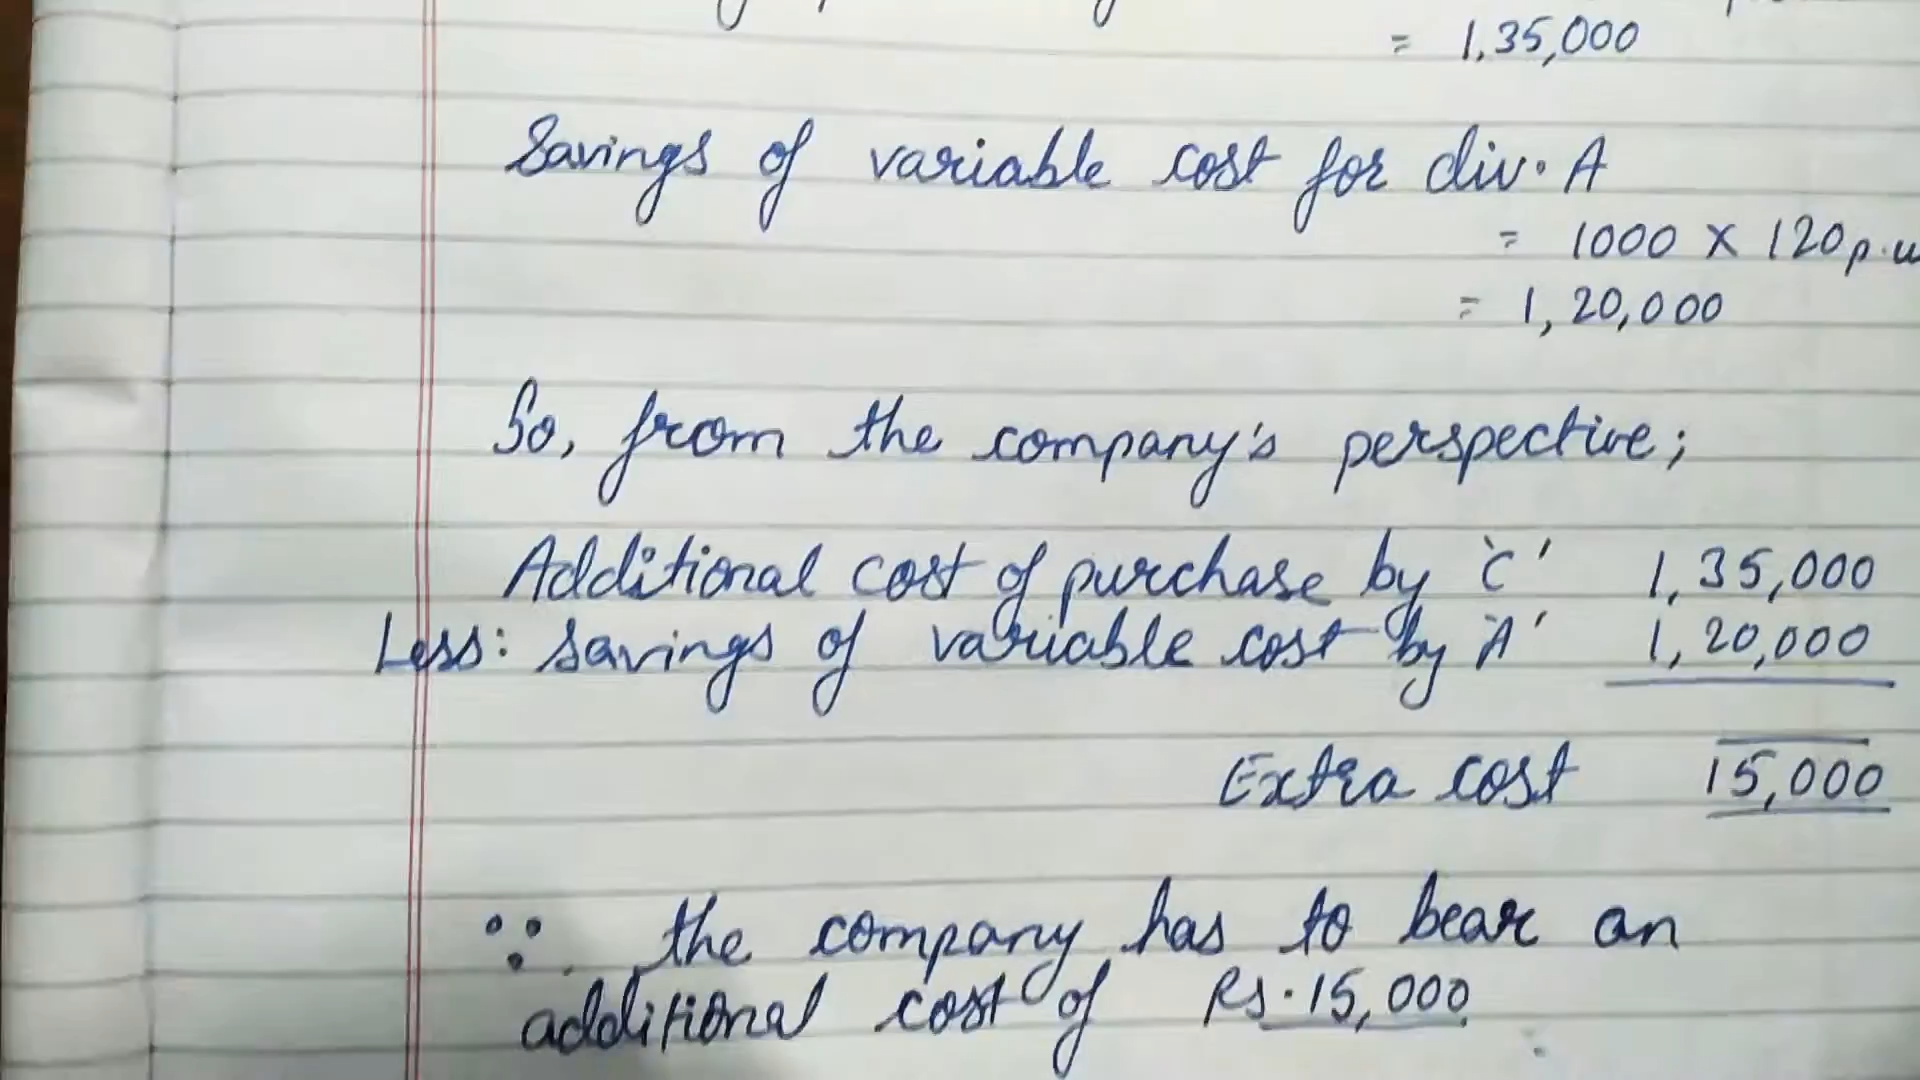 = 1,35,000
Savings of variable cost for div. A
= 1000 X 120 p.u
= 1,20,000
So, from the company's perspective;
Additional cost of purchase by 'C' 1,35,000
Less: Savings of variable cost by 'A' 1,20,000
Extra cost 15,000
∵ the company has to bear an
additional cost of Rs. 15,000